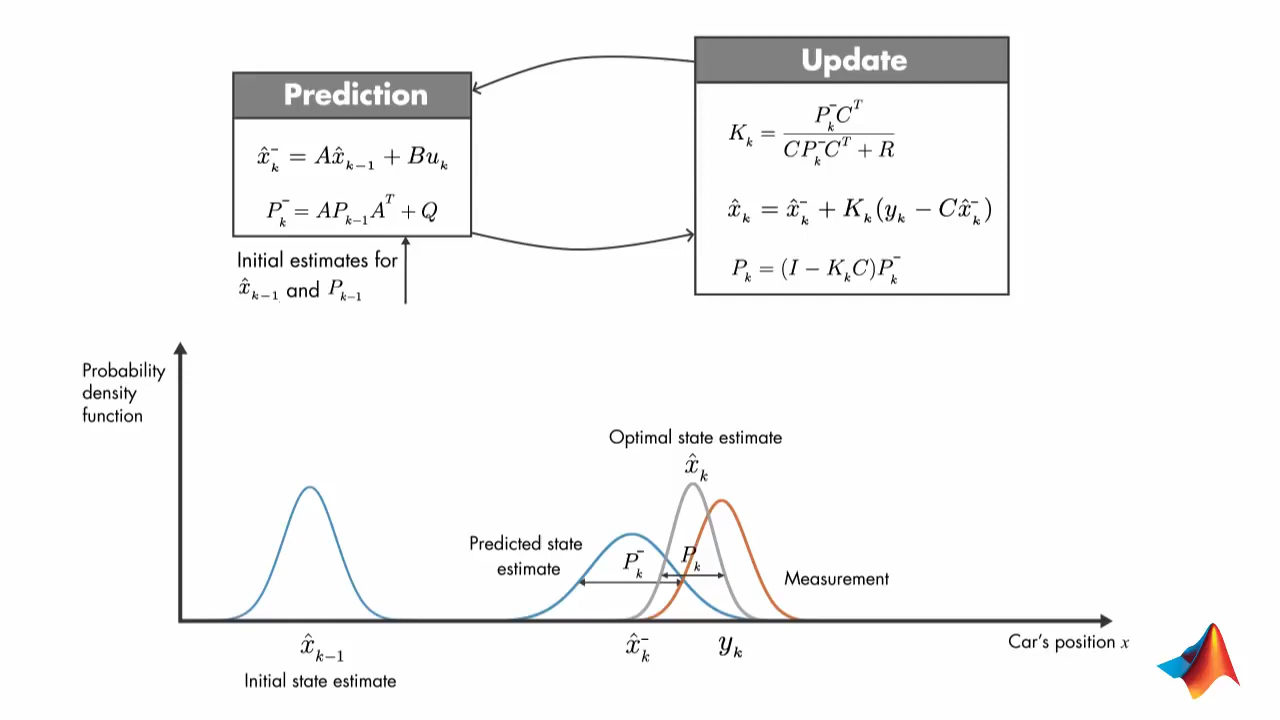 Prediction
x̂ₖ⁻ = Ax̂ₖ₋₁ + Buₖ
Pₖ⁻ = APₖ₋₁Aᵀ + Q
Initial estimates for
x̂ₖ₋₁ and Pₖ₋₁
Update
Kₖ = Pₖ⁻Cᵀ / CPₖ⁻Cᵀ + R
x̂ₖ = x̂ₖ⁻ + Kₖ(yₖ − Cx̂ₖ⁻)
Pₖ = (I − KₖC)Pₖ⁻
Probability
density
function
Optimal state estimate
x̂ₖ
Predicted state
estimate
Pₖ⁻
Pₖ
Measurement
x̂ₖ₋₁
Initial state estimate
x̂ₖ⁻
yₖ
Car's position x